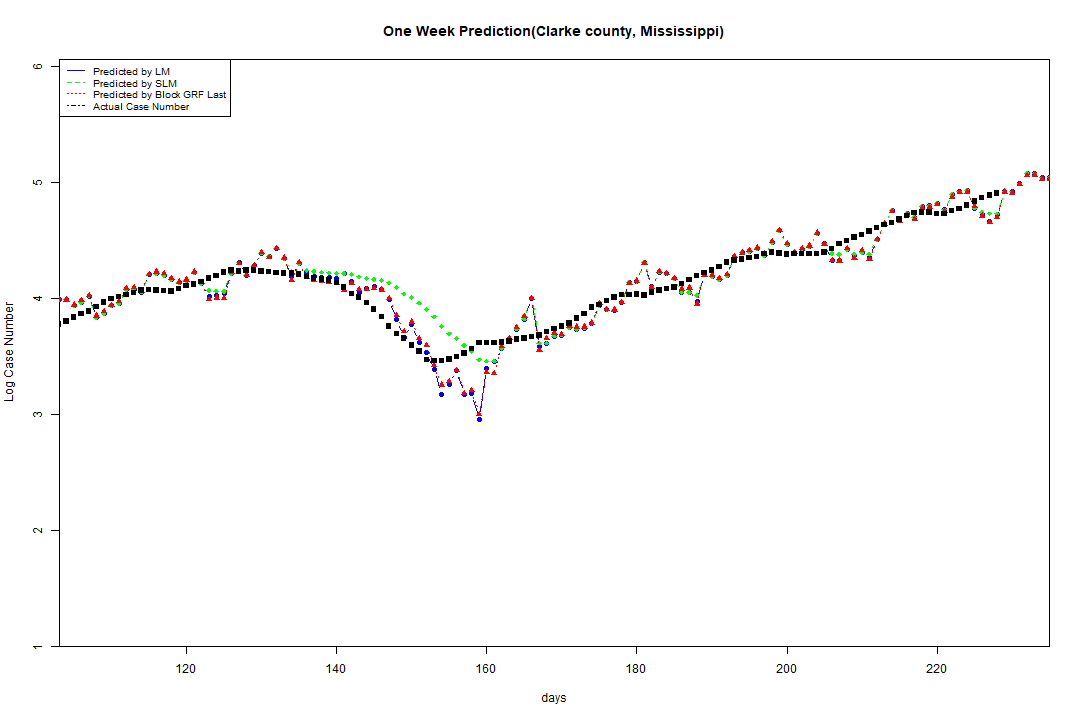 One Week Prediction(Clarke county, Mississippi)
6
Predicted by LM
Predicted by SLM
Predicted by Block GRF Last
Actual Case Number
5
4
Log Case Number
3
2
1
120 140 160 180 200 220
days